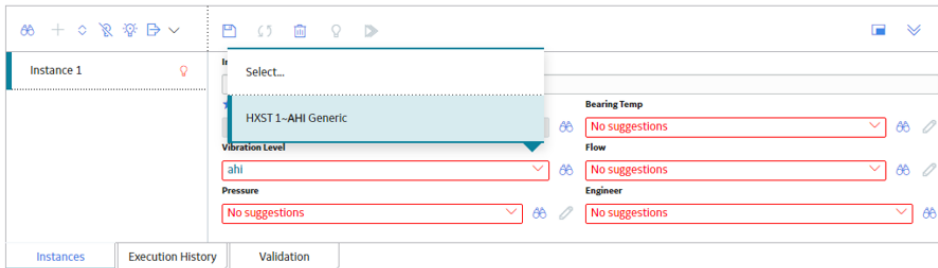 Instance 1
Select...
HXST 1~AHI Generic
Bearing Temp
No suggestions
Vibration Level
Flow
ahi
No suggestions
Pressure
Engineer
No suggestions
No suggestions
Instances
Execution History
Validation